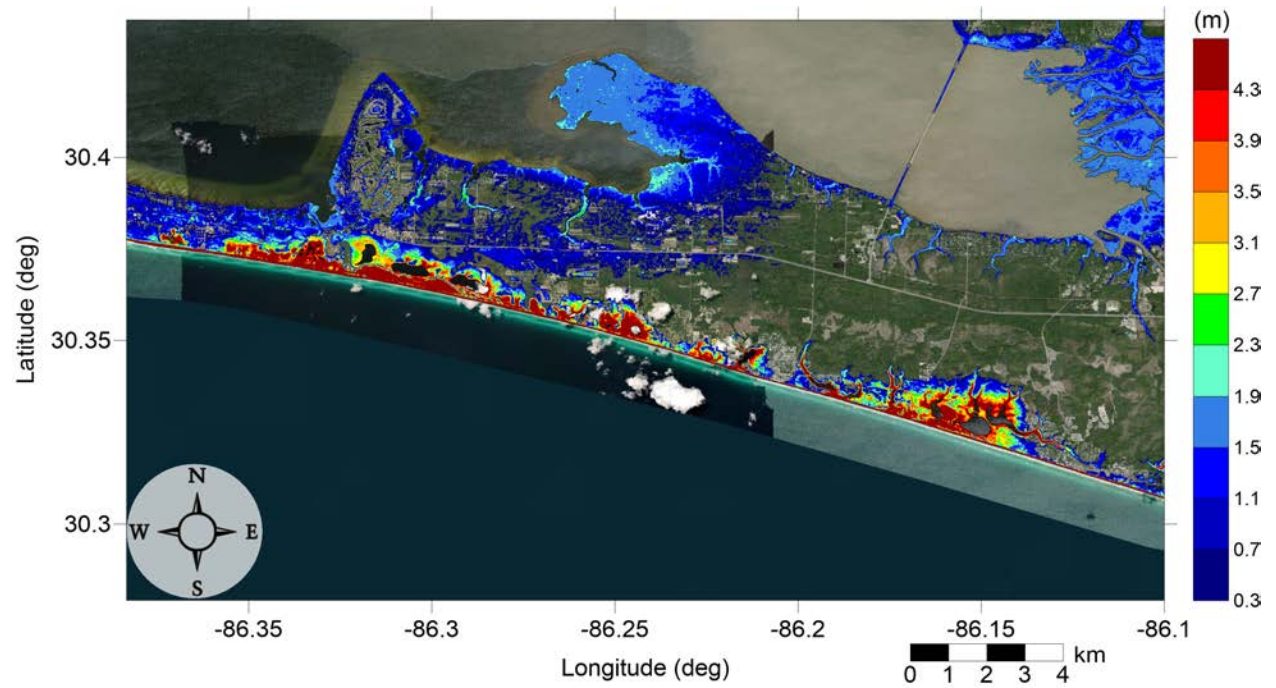 (m)
4.3
3.9
3.5
3.1
2.7
2.3
1.9
1.5
1.1
0.7
0.3
30.4
30.35
30.3
Latitude (deg)
N
W E
S
-86.35 -86.3 -86.25 -86.2 -86.15 -86.1
Longitude (deg)
km
0 1 2 3 4